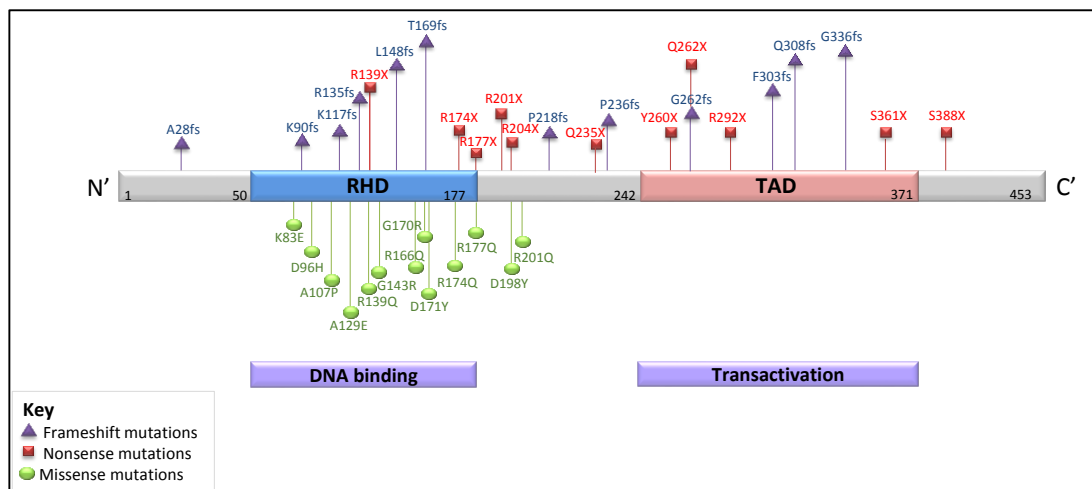 T169fs
G336fs
L148fs
Q262X
Q308fs
R139X
R135fs
F303fs
K117fs
R201X
G262fs
P236fs
A28fs
K90fs
R174X
R177X
R204X
P218fs
Q235X
Y260X
R292X
S361X
S388X
N’
RHD
TAD
C’
1
50
177
242
371
453
K83E
G170R
R177Q
D96H
R166Q
R201Q
A107P
G143R
R174Q
D198Y
R139Q
D171Y
A129E
DNA binding
Transactivation
Key
Frameshift mutations
Nonsense mutations
Missense mutations